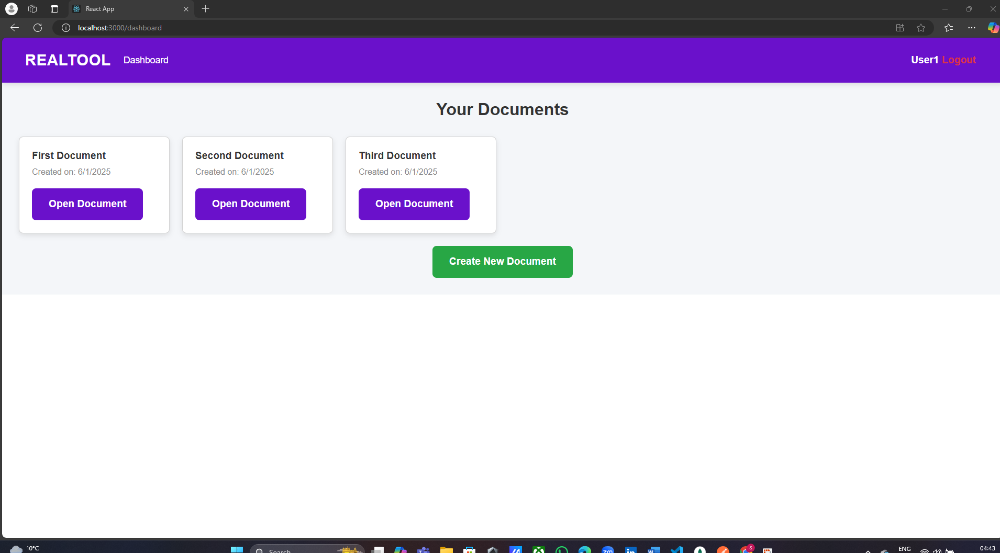 React App
localhost:3000/dashboard
REALTOOL Dashboard User1 Logout
Your Documents
First Document
Created on: 6/1/2025
Open Document
Second Document
Created on: 6/1/2025
Open Document
Third Document
Created on: 6/1/2025
Open Document
Create New Document
10°C
Search
zm
in
W
S
ENG
04:43